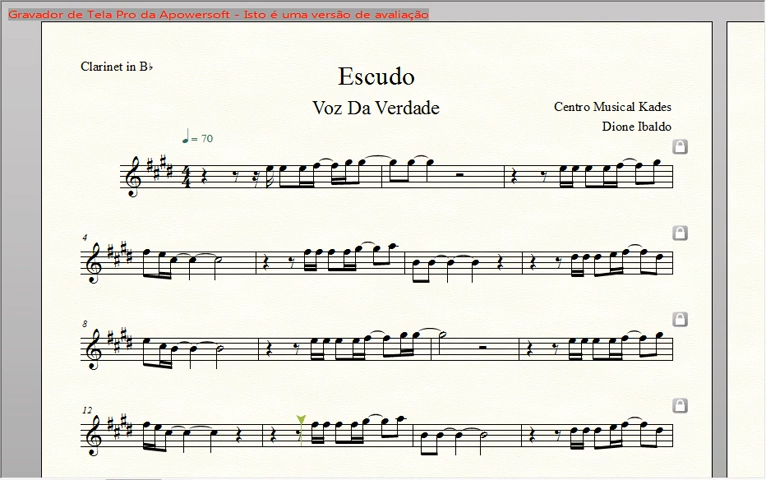 Gravador de Tela Pro da Apowersoft - Isto é uma versão de avaliação
Clarinet in B♭
Escudo
Voz Da Verdade
Centro Musical Kades
Dione Ibaldo
♩ = 70
4
8
12